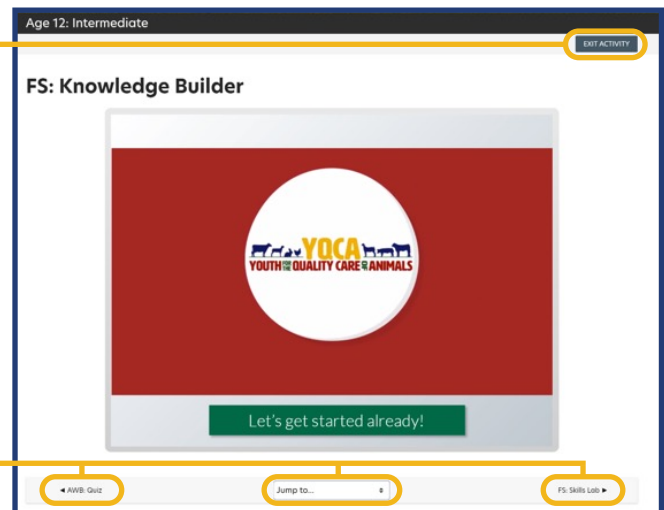 Age 12: Intermediate
EXIT ACTIVITY
FS: Knowledge Builder
YQCA
YOUTH FOR THE QUALITY CARE OF ANIMALS
Let's get started already!
◄ AWB: Quiz
Jump to...
FS: Skills Lab ►